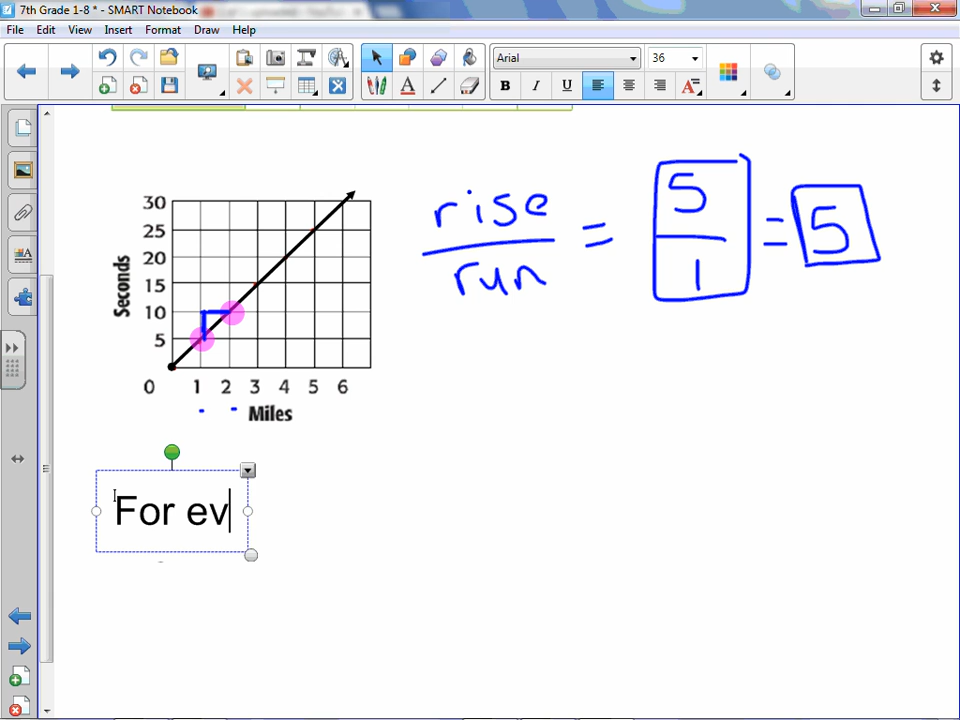 7th Grade 1-8 * - SMART Notebook
File Edit View Insert Format Draw Help
Arial 36
B I U A
rise = 5 = 5
run 1
30
25
20
15
10
5
0 1 2 3 4 5 6
Seconds
Miles
For ev